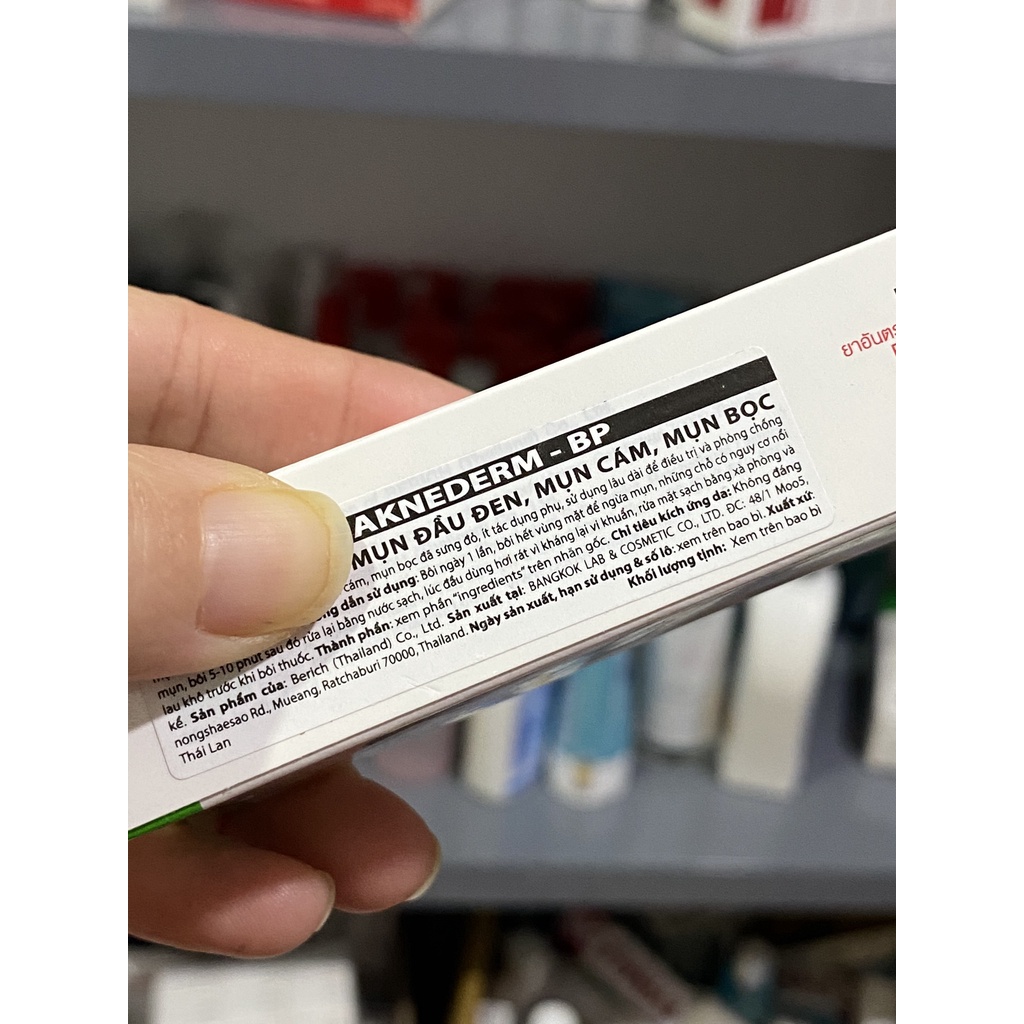 AKNEDERM - BP
MỤN ĐẦU ĐEN, MỤN CÁM, MỤN BỌC
cám, mụn bọc đã sưng đỏ, ít tác dụng phụ, sử dụng lâu dài để điều trị và phòng chống
dẫn sử dụng: Bôi ngày 1 lần, bôi hết vùng mặt để ngừa mụn, những chỗ có nguy cơ nổi
mụn, bôi 5-10 phút sau đó rửa lại bằng nước sạch, lúc đầu dùng hơi rát vì kháng lại vi khuẩn, rửa mặt sạch bằng xà phòng và
lau khô trước khi bôi thuốc. Thành phần: xem phần "ingredients" trên nhãn gốc. Chỉ tiêu kích ứng da: Không đáng
kể. Sản phẩm của: Berich (Thailand) Co., Ltd. Sản xuất tại: BANGKOK LAB & COSMETIC CO., LTD. ĐC: 48/1 Moo5,
nongshaesao Rd., Mueang, Ratchaburi 70000, Thailand. Ngày sản xuất, hạn sử dụng & số lô: xem trên bao bì. Xuất xứ:
Thái Lan
Khối lượng tịnh: Xem trên bao bì
ยาอันตร